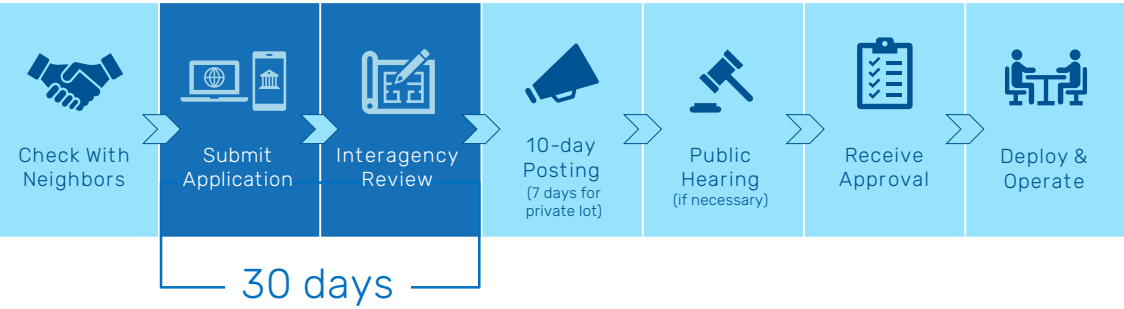 Check With
Neighbors
Submit
Application
Interagency
Review
10-day
Posting
(7 days for
private lot)
Public
Hearing
(if necessary)
Receive
Approval
Deploy &
Operate
30 days